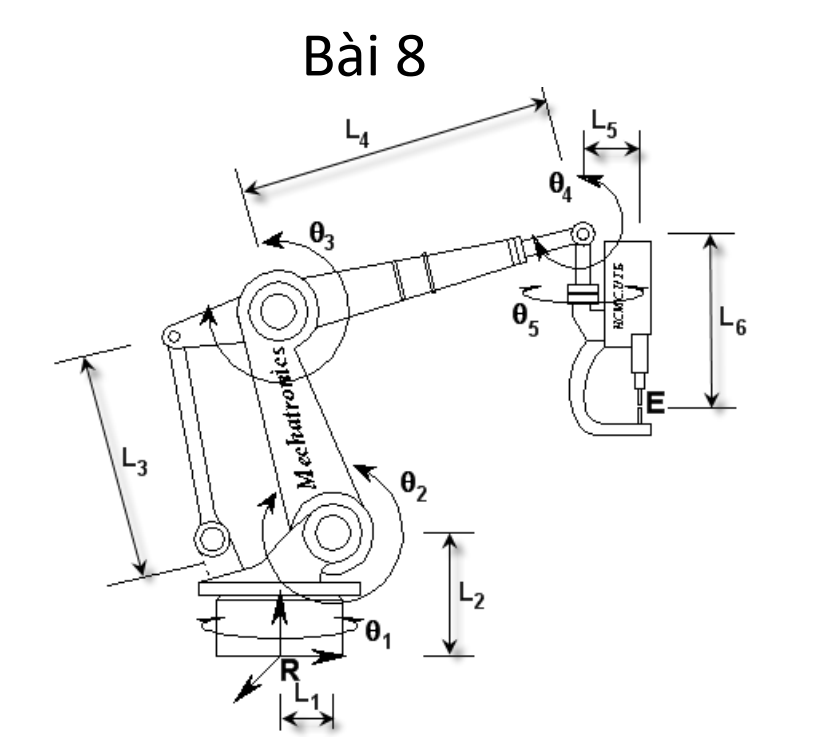 Bài 8
L4
L5
θ4
θ3
L6
θ5
E
Mechatronics
L3
θ2
L2
θ1
R
L1